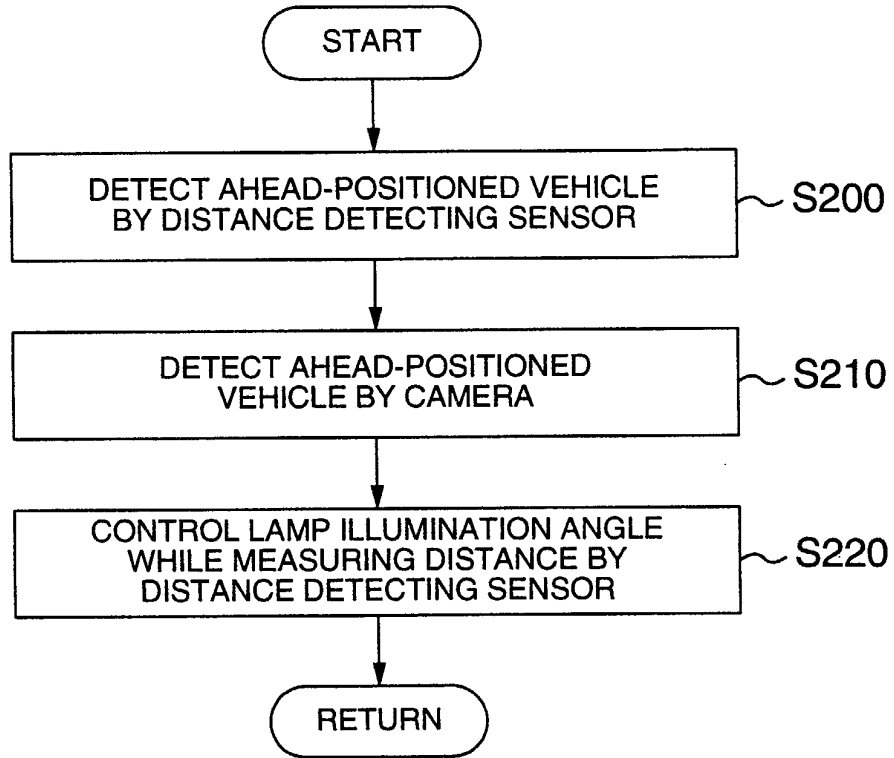 START
DETECT AHEAD-POSITIONED VEHICLE
BY DISTANCE DETECTING SENSOR
S200
DETECT AHEAD-POSITIONED
VEHICLE BY CAMERA
S210
CONTROL LAMP ILLUMINATION ANGLE
WHILE MEASURING DISTANCE BY
DISTANCE DETECTING SENSOR
S220
RETURN